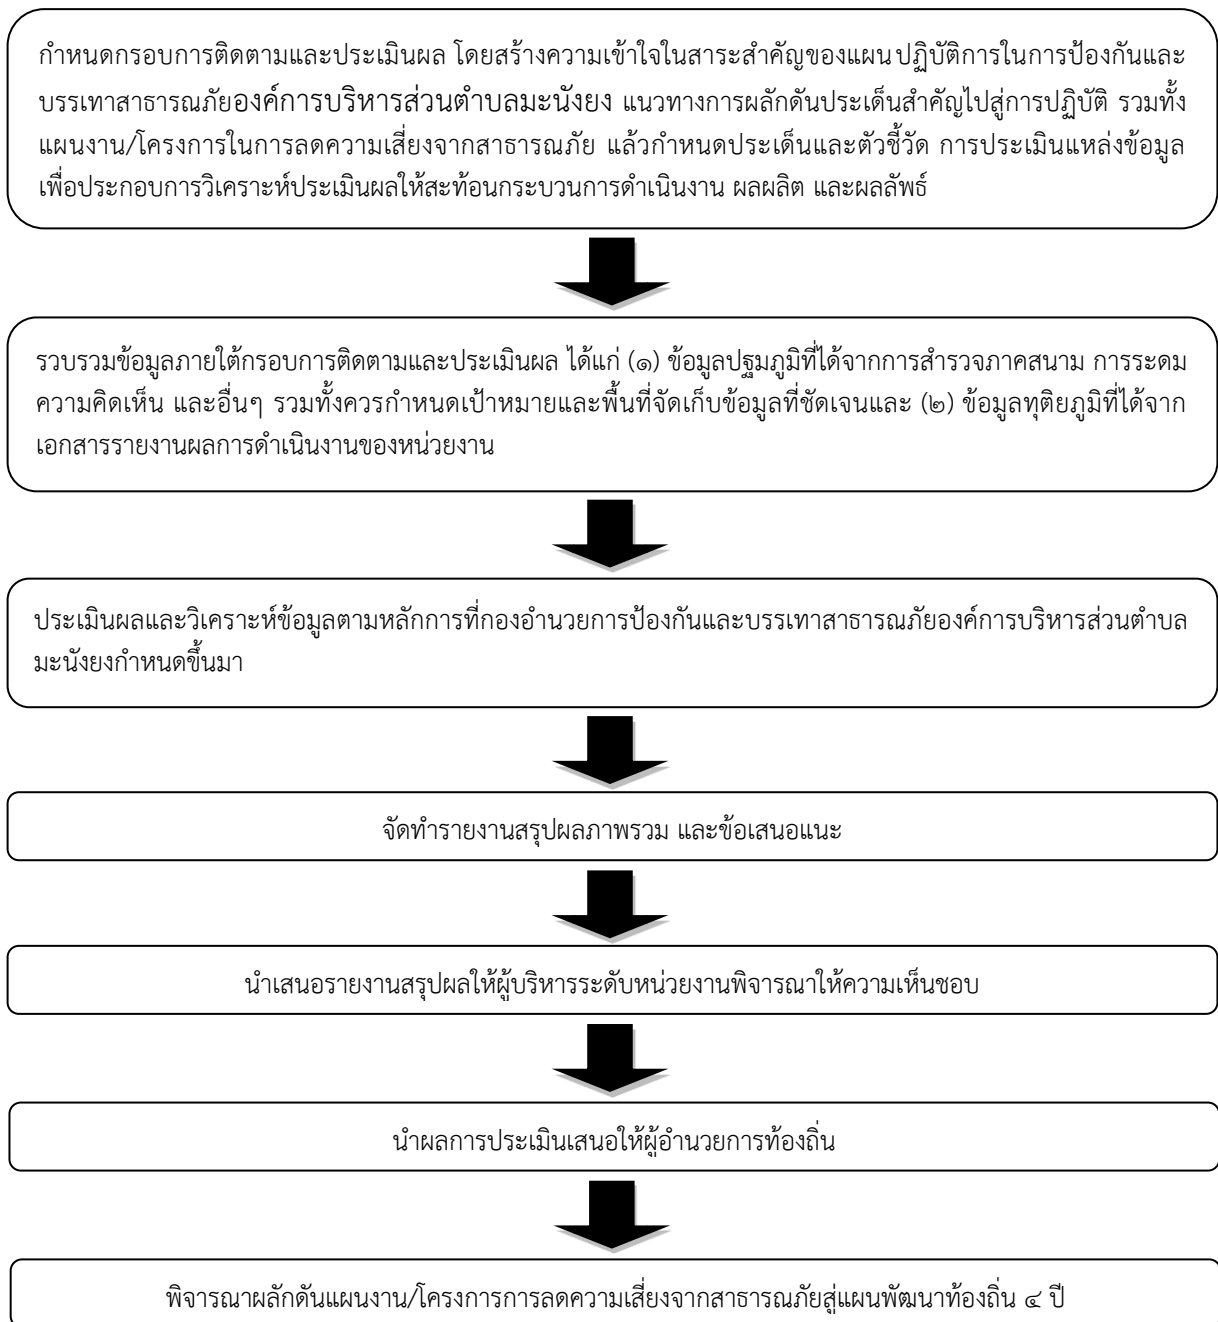 กำหนดกรอบการติดตามและประเมินผล โดยสร้างความเข้าใจในสาระสำคัญของแผนปฏิบัติการในการป้องกันและ
บรรเทาสาธารณภัยองค์การบริหารส่วนตำบลมะนังยง แนวทางการผลักดันประเด็นสำคัญไปสู่การปฏิบัติ รวมทั้ง
แผนงาน/โครงการในการลดความเสี่ยงจากสาธารณภัย แล้วกำหนดประเด็นและตัวชี้วัด การประเมินแหล่งข้อมูล
เพื่อประกอบการวิเคราะห์ประเมินผลให้สะท้อนกระบวนการดำเนินงาน ผลผลิต และผลลัพธ์
รวบรวมข้อมูลภายใต้กรอบการติดตามและประเมินผล ได้แก่ (๑) ข้อมูลปฐมภูมิที่ได้จากการสำรวจภาคสนาม การระดม
ความคิดเห็น และอื่นๆ รวมทั้งควรกำหนดเป้าหมายและพื้นที่จัดเก็บข้อมูลที่ชัดเจนและ (๒) ข้อมูลทุติยภูมิที่ได้จาก
เอกสารรายงานผลการดำเนินงานของหน่วยงาน
ประเมินผลและวิเคราะห์ข้อมูลตามหลักการที่กองอำนวยการป้องกันและบรรเทาสาธารณภัยองค์การบริหารส่วนตำบล
มะนังยงกำหนดขึ้นมา
จัดทำรายงานสรุปผลภาพรวม และข้อเสนอแนะ
นำเสนอรายงานสรุปผลให้ผู้บริหารระดับหน่วยงานพิจารณาให้ความเห็นชอบ
นำผลการประเมินเสนอให้ผู้อำนวยการท้องถิ่น
พิจารณาผลักดันแผนงาน/โครงการการลดความเสี่ยงจากสาธารณภัยสู่แผนพัฒนาท้องถิ่น ๔ ปี